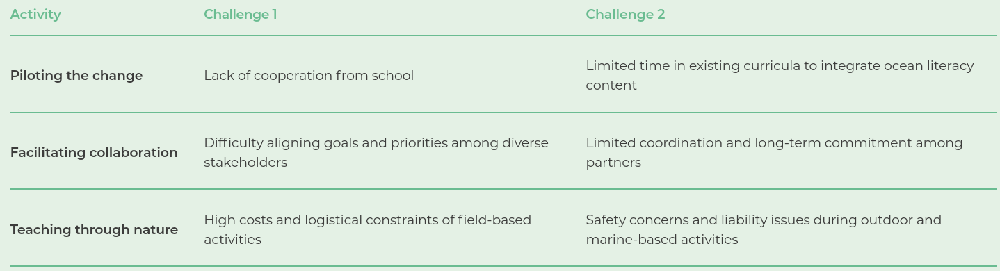 Activity Challenge 1 Challenge 2
Piloting the change
Lack of cooperation from school
Limited time in existing curricula to integrate ocean literacy
content
Facilitating collaboration
Difficulty aligning goals and priorities among diverse
stakeholders
Limited coordination and long-term commitment among
partners
Teaching through nature
High costs and logistical constraints of field-based
activities
Safety concerns and liability issues during outdoor and
marine-based activities